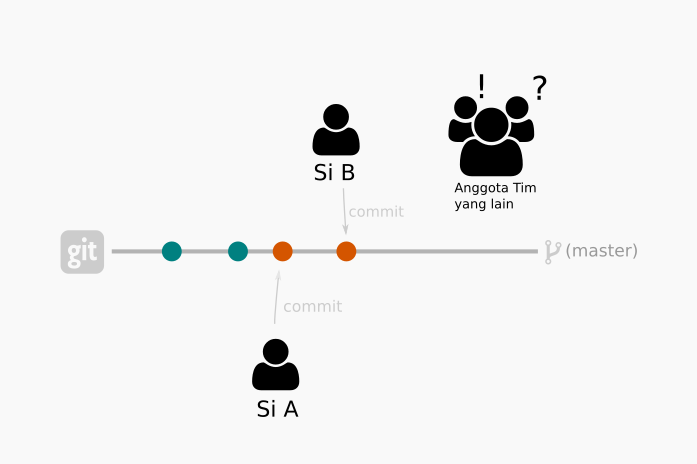 ! ?
Si B
Anggota Tim
yang lain
commit
git
(master)
commit
Si A